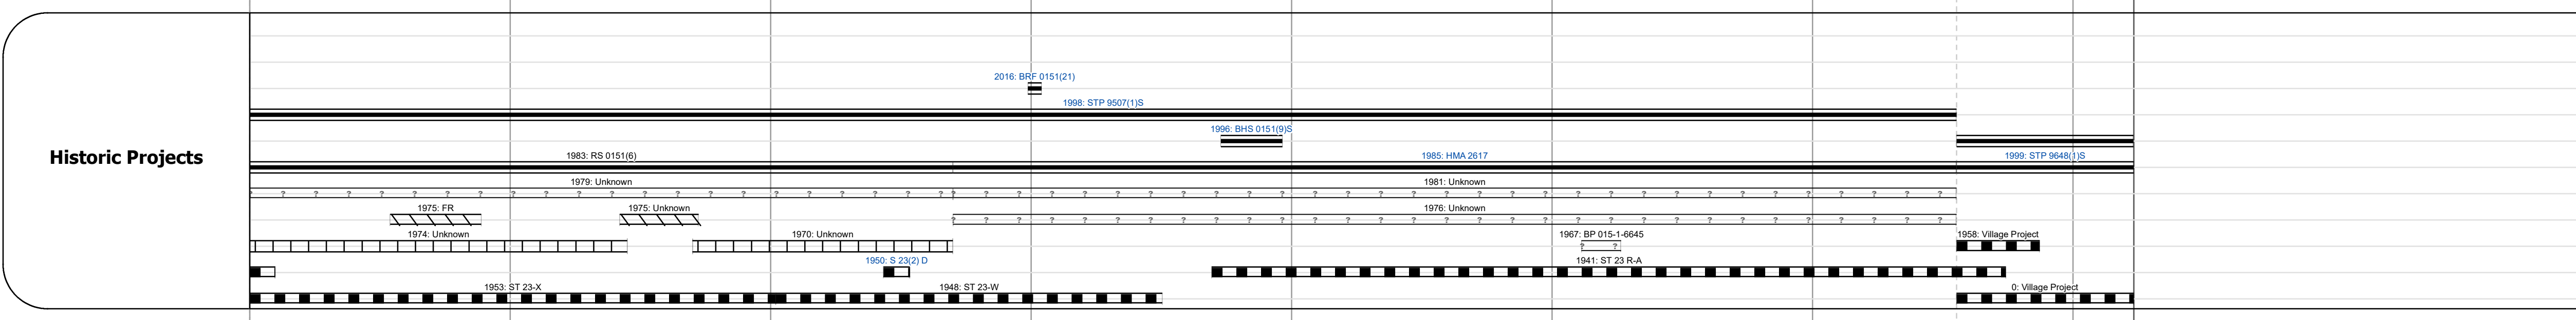 2016: BRF 0151(21)
1998: STP 9507(1)S
1996: BHS 0151(9)S
Historic Projects
1983: RS 0151(6)
1985: HMA 2617
1999: STP 9648(1)S
1979: Unknown
1981: Unknown
? ? ? ? ? ? ? ? ? ? ? ? ? ? ? ? ? ? ? ? ? ? ? ? ? ? ? ? ? ? ? ? ? ? ? ? ? ? ? ? ? ? ? ? ? ? ? ? ? ? ? ? ? ?
1975: FR
1975: Unknown
1976: Unknown
? ? ? ? ? ? ? ? ? ? ? ? ? ? ? ? ? ? ? ? ? ? ? ? ? ? ? ? ? ? ?
1974: Unknown
1970: Unknown
1967: BP 015-1-6645
1958: Village Project
? ?
1950: S 23(2) D
1941: ST 23 R-A
1953: ST 23-X
1948: ST 23-W
0: Village Project